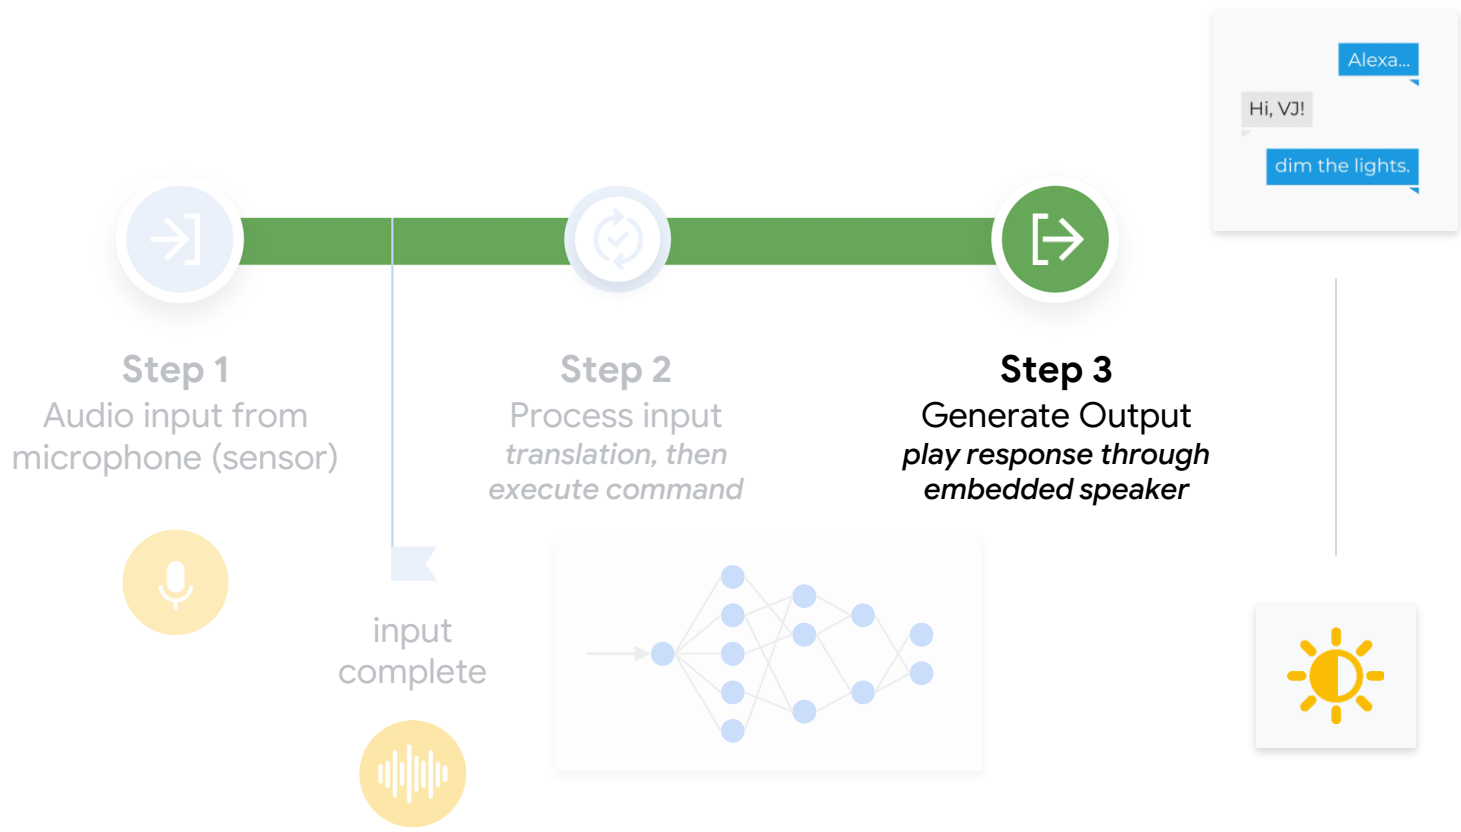 Alexa...
Hi, VJ!
dim the lights.
Step 1
Audio input from
microphone (sensor)
input
complete
Step 2
Process input
translation, then
execute command
Step 3
Generate Output
play response through
embedded speaker